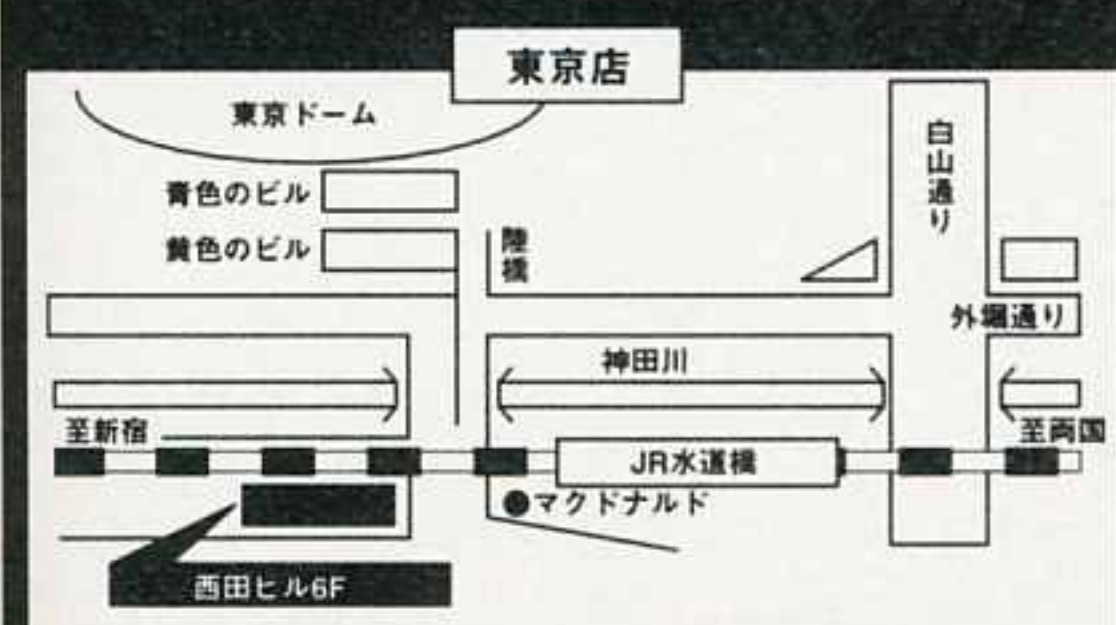 東京店
東京ドーム
白山通り
青色のビル
黄色のビル
陸橋
外堀通り
神田川
至新宿
至両国
JR水道橋
●マクドナルド
西田ヒル6F